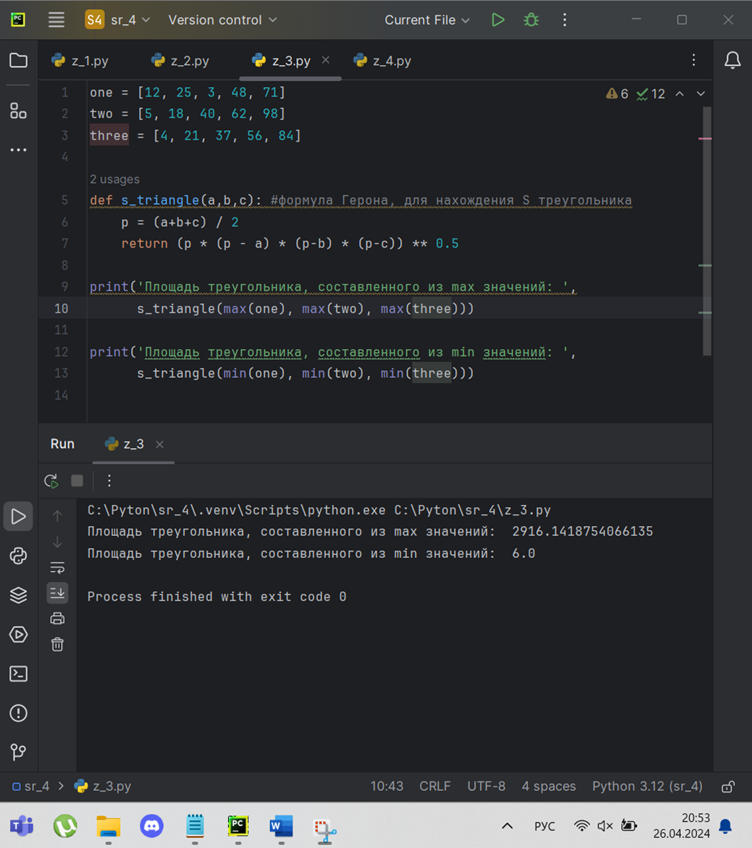 PC S4 sr_4 Version control Current File
z_1.py z_2.py z_3.py z_4.py
1 one = [12, 25, 3, 48, 71] 6 12
2 two = [5, 18, 40, 62, 98]
3 three = [4, 21, 37, 56, 84]
4
2 usages
5 def s_triangle(a,b,c): #формула Герона, для нахождения S треугольника
6 p = (a+b+c) / 2
7 return (p * (p - a) * (p-b) * (p-c)) ** 0.5
8
9 print('Площадь треугольника, составленного из max значений: ',
10 s_triangle(max(one), max(two), max(three)))
11
12 print('Площадь треугольника, составленного из min значений: ',
13 s_triangle(min(one), min(two), min(three)))
14
Run z_3
C:\Pyton\sr_4\.venv\Scripts\python.exe C:\Pyton\sr_4\z_3.py
Площадь треугольника, составленного из max значений:  2916.1418754066135
Площадь треугольника, составленного из min значений:  6.0
Process finished with exit code 0
sr_4 > z_3.py 10:43 CRLF UTF-8 4 spaces Python 3.12 (sr_4)
РУС 20:53
26.04.2024